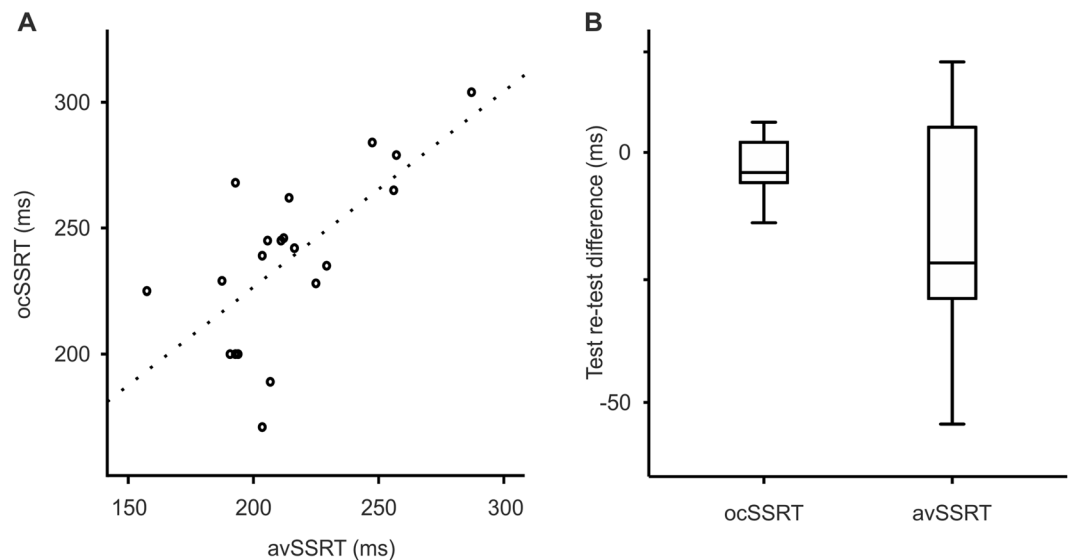 A
ocSSRT (ms)
300
250
200
150
200
250
300
avSSRT (ms)
B
Test re-test difference (ms)
0
-50
ocSSRT
avSSRT